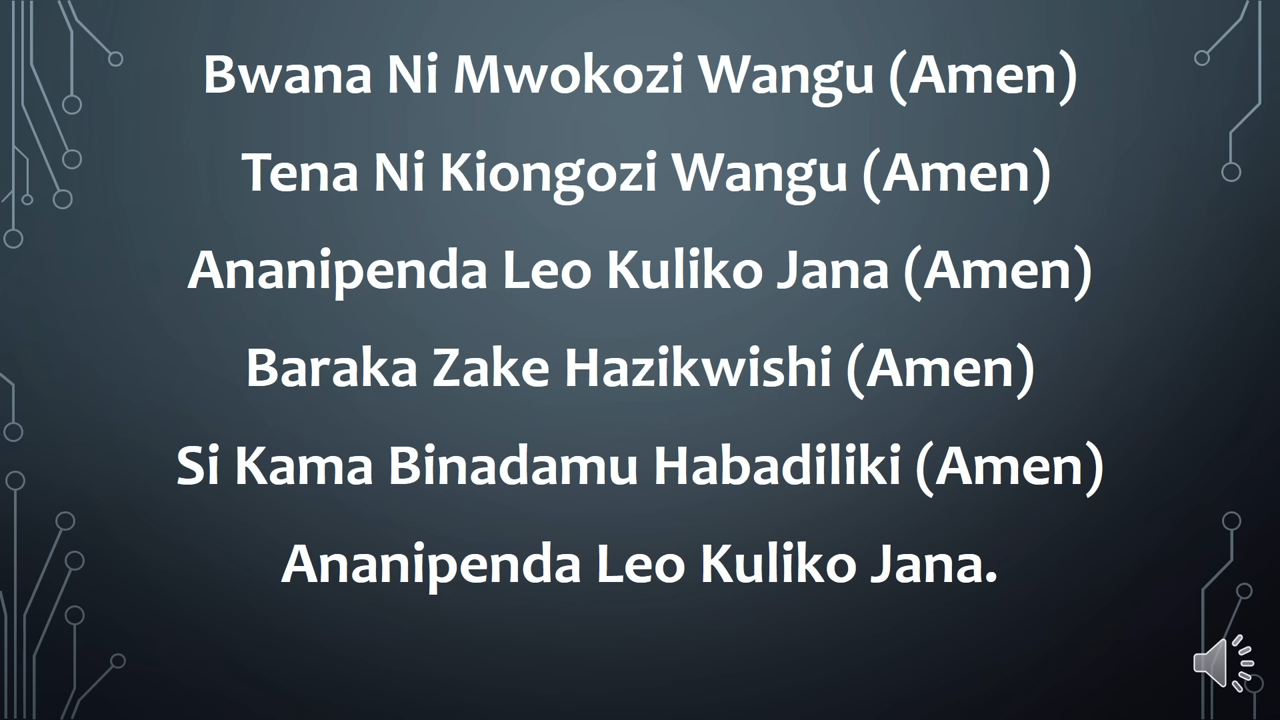 Bwana Ni Mwokozi Wangu (Amen)
Tena Ni Kiongozi Wangu (Amen)
Ananipenda Leo Kuliko Jana (Amen)
Baraka Zake Hazikwishi (Amen)
Si Kama Binadamu Habadiliki (Amen)
Ananipenda Leo Kuliko Jana.